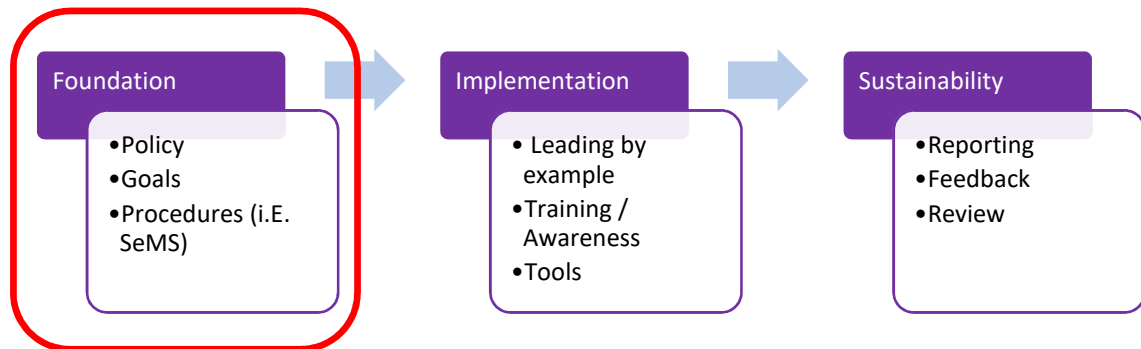 Foundation
•Policy
•Goals
•Procedures (i.E.
SeMS)
Implementation
• Leading by
example
•Training /
Awareness
•Tools
Sustainability
•Reporting
•Feedback
•Review